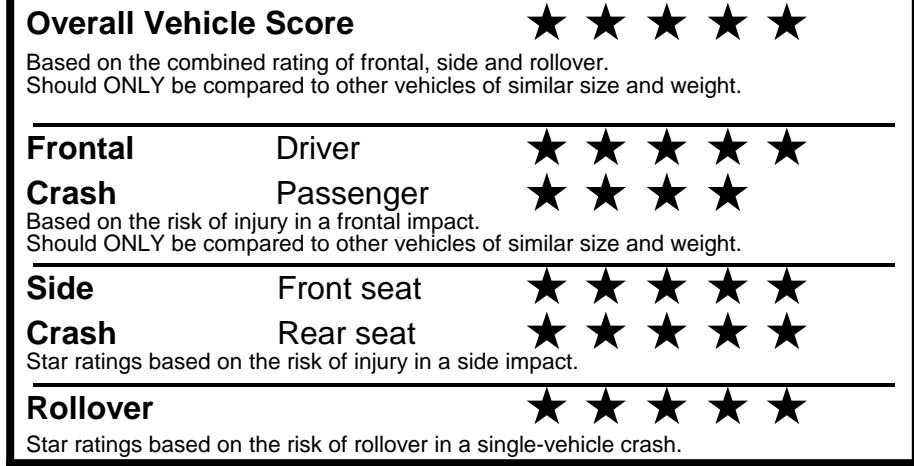 Overall Vehicle Score ★ ★ ★ ★ ★
Based on the combined rating of frontal, side and rollover.
Should ONLY be compared to other vehicles of similar size and weight.
Frontal Driver ★ ★ ★ ★ ★
Crash Passenger ★ ★ ★ ★
Based on the risk of injury in a frontal impact.
Should ONLY be compared to other vehicles of similar size and weight.
Side Front seat ★ ★ ★ ★ ★
Crash Rear seat ★ ★ ★ ★ ★
Star ratings based on the risk of injury in a side impact.
Rollover ★ ★ ★ ★ ★
Star ratings based on the risk of rollover in a single-vehicle crash.